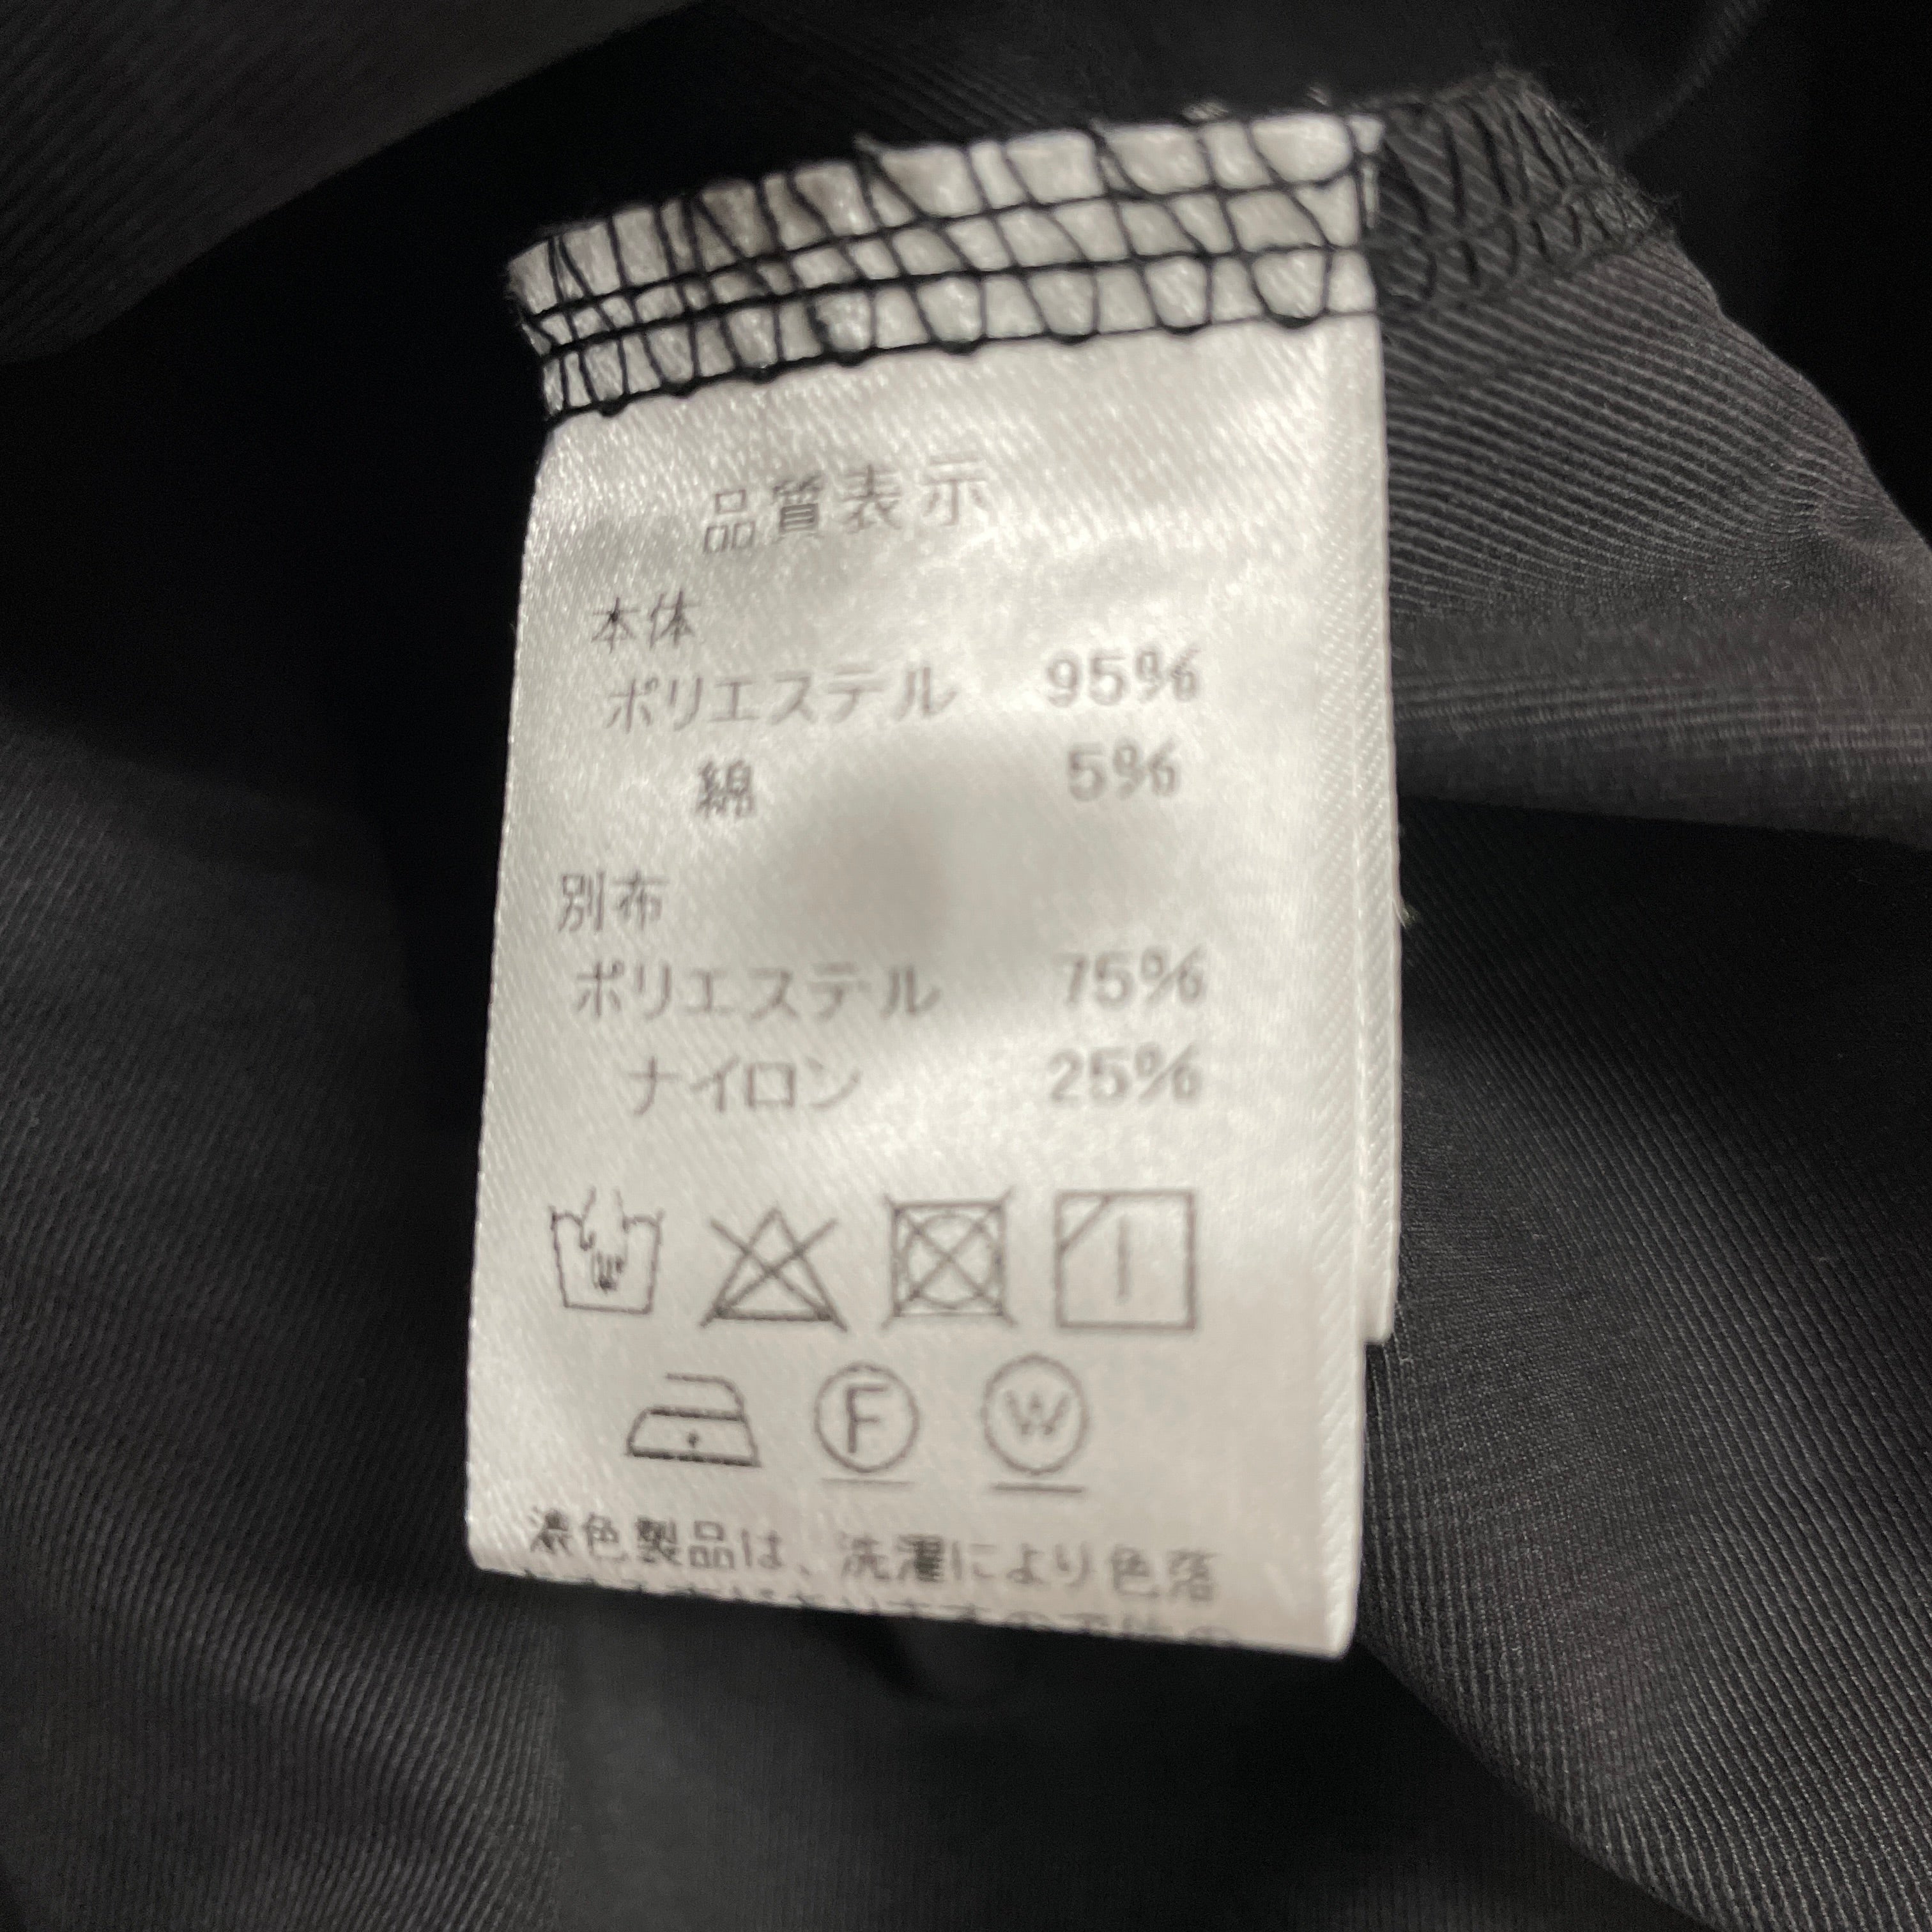 品質表示
本体
ポリエステル 95%
綿 5%
別布
ポリエステル 75%
ナイロン 25%
F W
濃色製品は、洗濯により色落